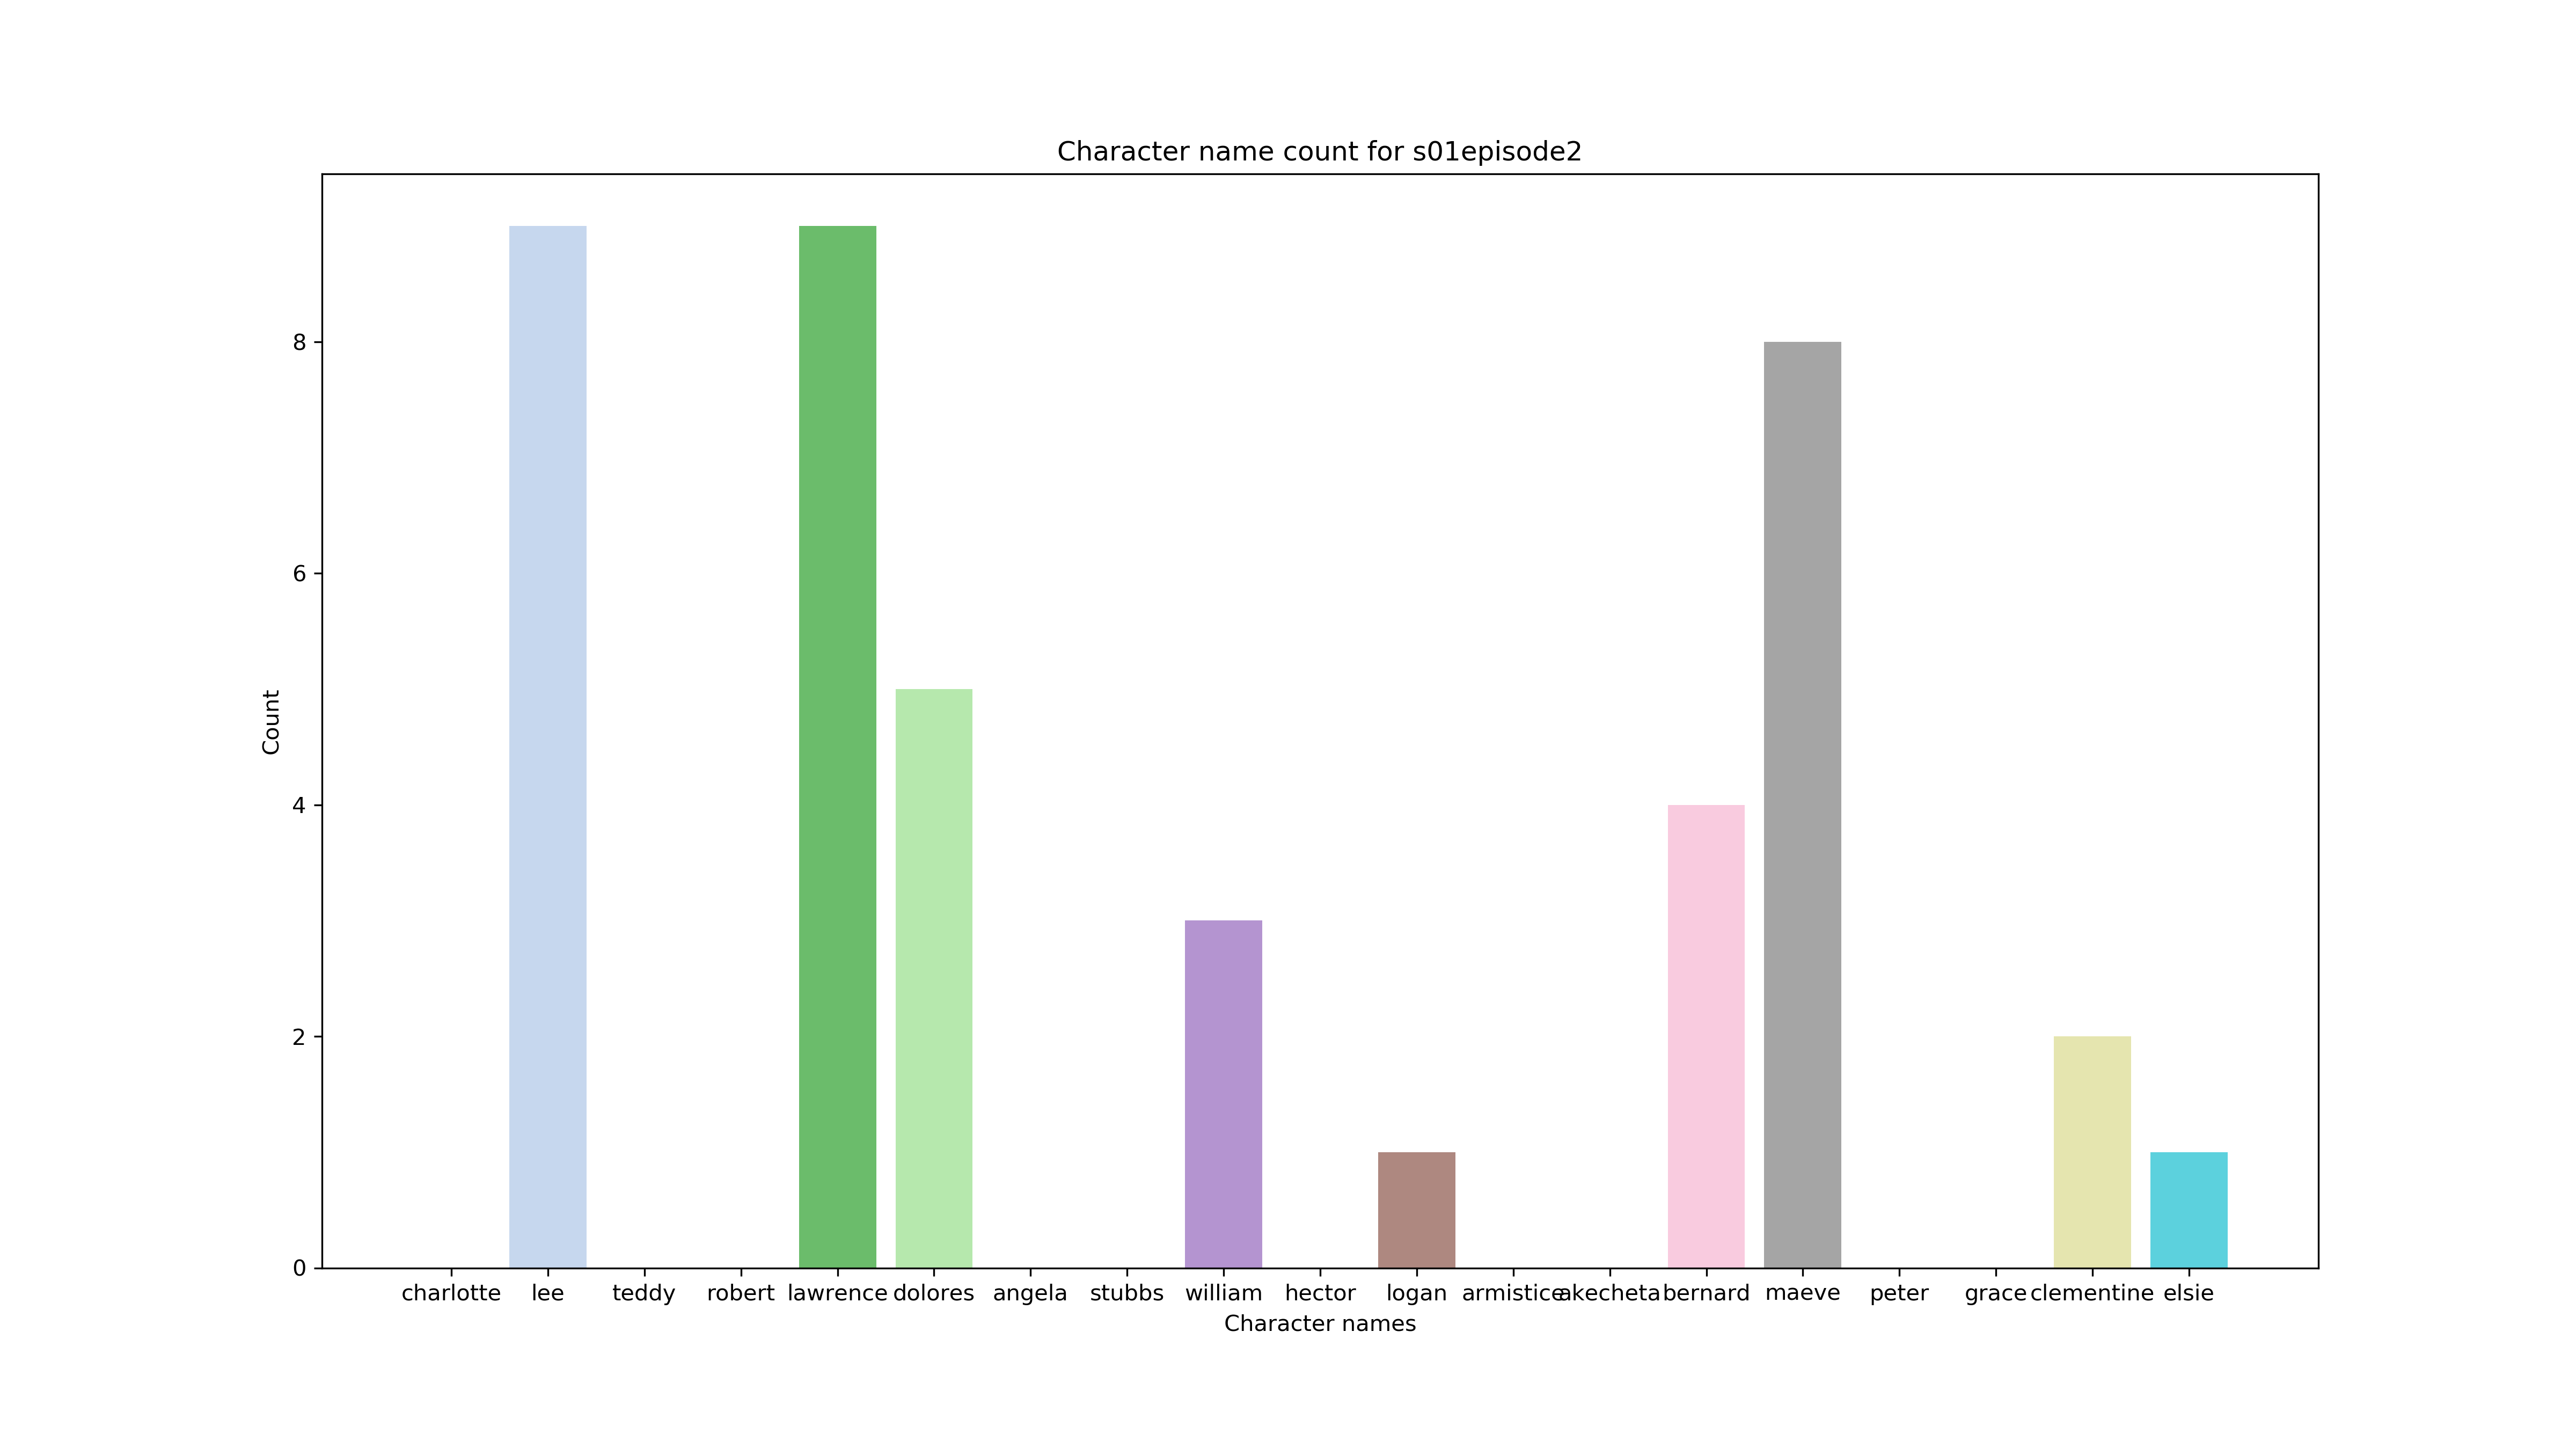 Character name count for s01episode2
Count
8
6
4
2
0
charlotte lee teddy robert lawrence dolores angela stubbs william hector logan armistice akecheta bernard maeve peter grace clementine elsie
Character names